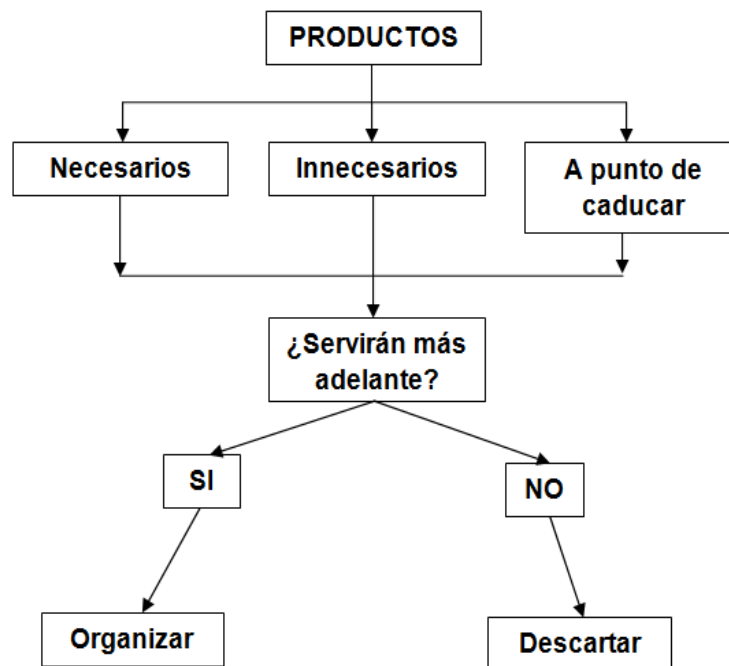 PRODUCTOS
Necesarios
Innecesarios
A punto de
caducar
¿Servirán más
adelante?
SI
NO
Organizar
Descartar